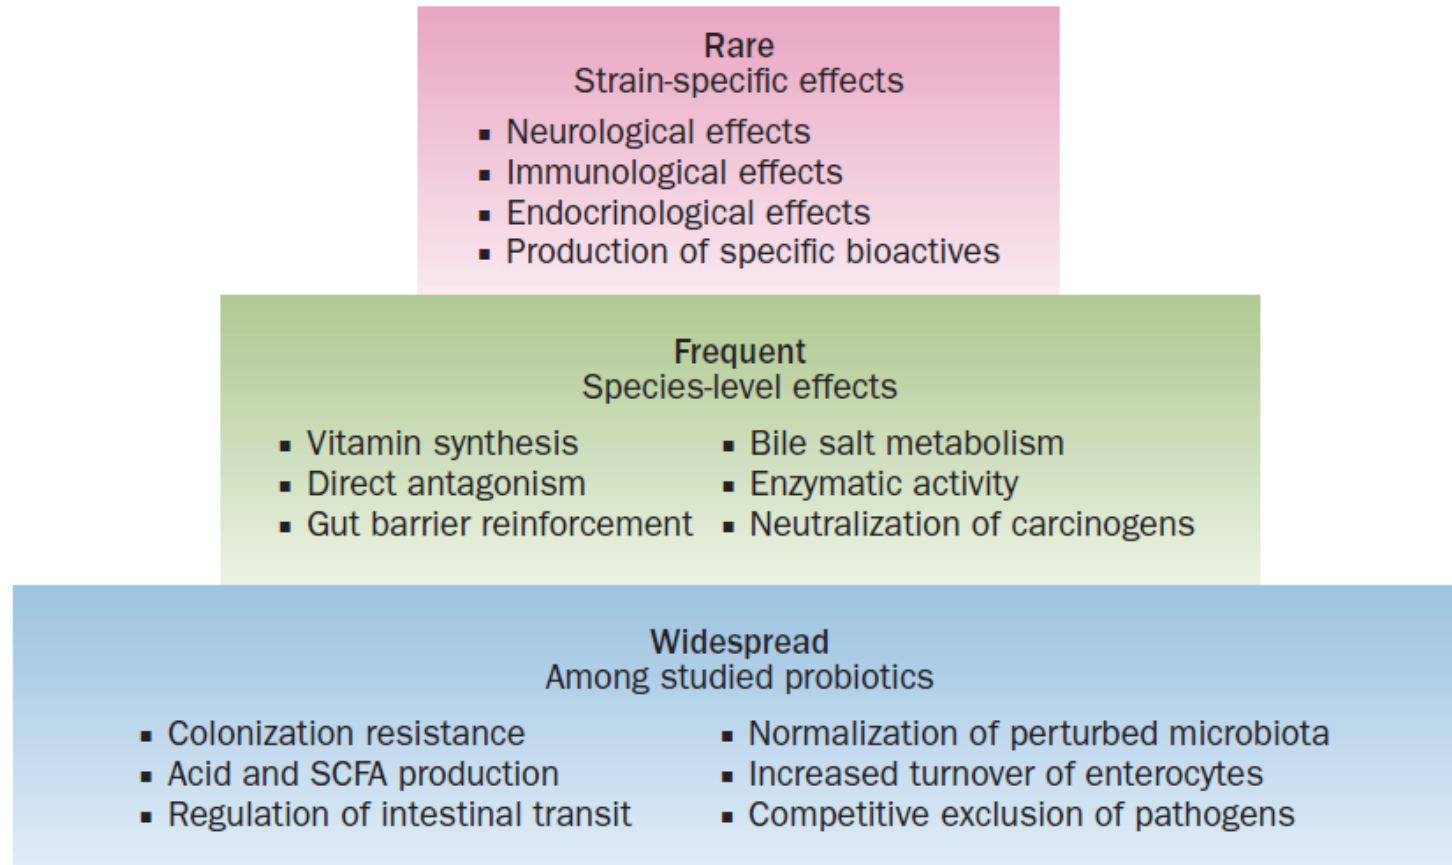 Rare
Strain-specific effects
▪ Neurological effects
▪ Immunological effects
▪ Endocrinological effects
▪ Production of specific bioactives
Frequent
Species-level effects
▪ Vitamin synthesis
▪ Direct antagonism
▪ Gut barrier reinforcement
▪ Bile salt metabolism
▪ Enzymatic activity
▪ Neutralization of carcinogens
Widespread
Among studied probiotics
▪ Colonization resistance
▪ Acid and SCFA production
▪ Regulation of intestinal transit
▪ Normalization of perturbed microbiota
▪ Increased turnover of enterocytes
▪ Competitive exclusion of pathogens